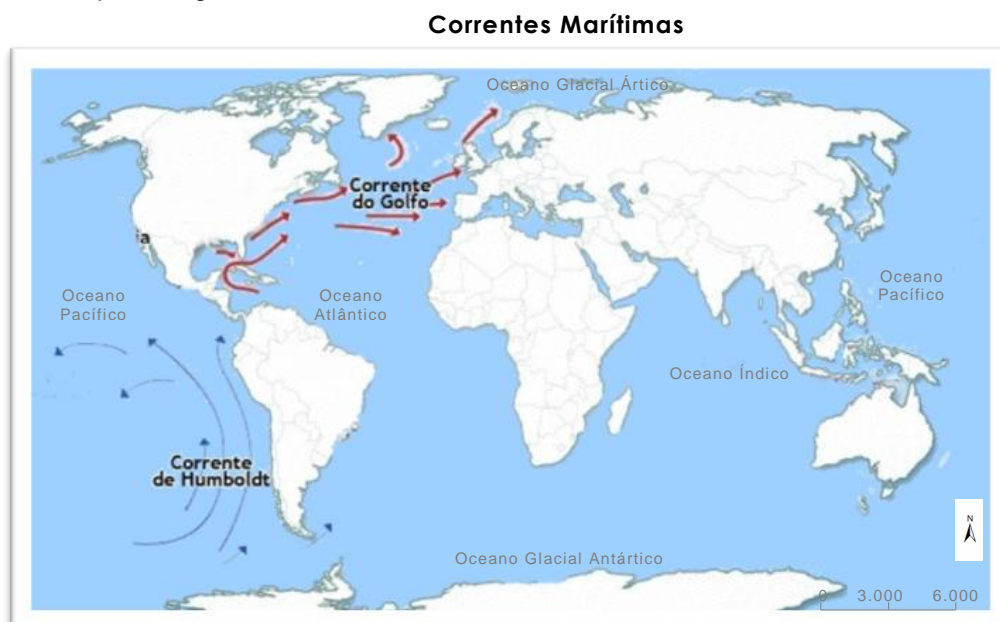 Correntes Marítimas
Oceano Glacial Ártico
Corrente
do Golfo
a
Oceano
Pacífico
Oceano
Atlântico
Oceano
Pacífico
Oceano Índico
Corrente
de Humboldt
N
Oceano Glacial Antártico
0 3.000 6.000